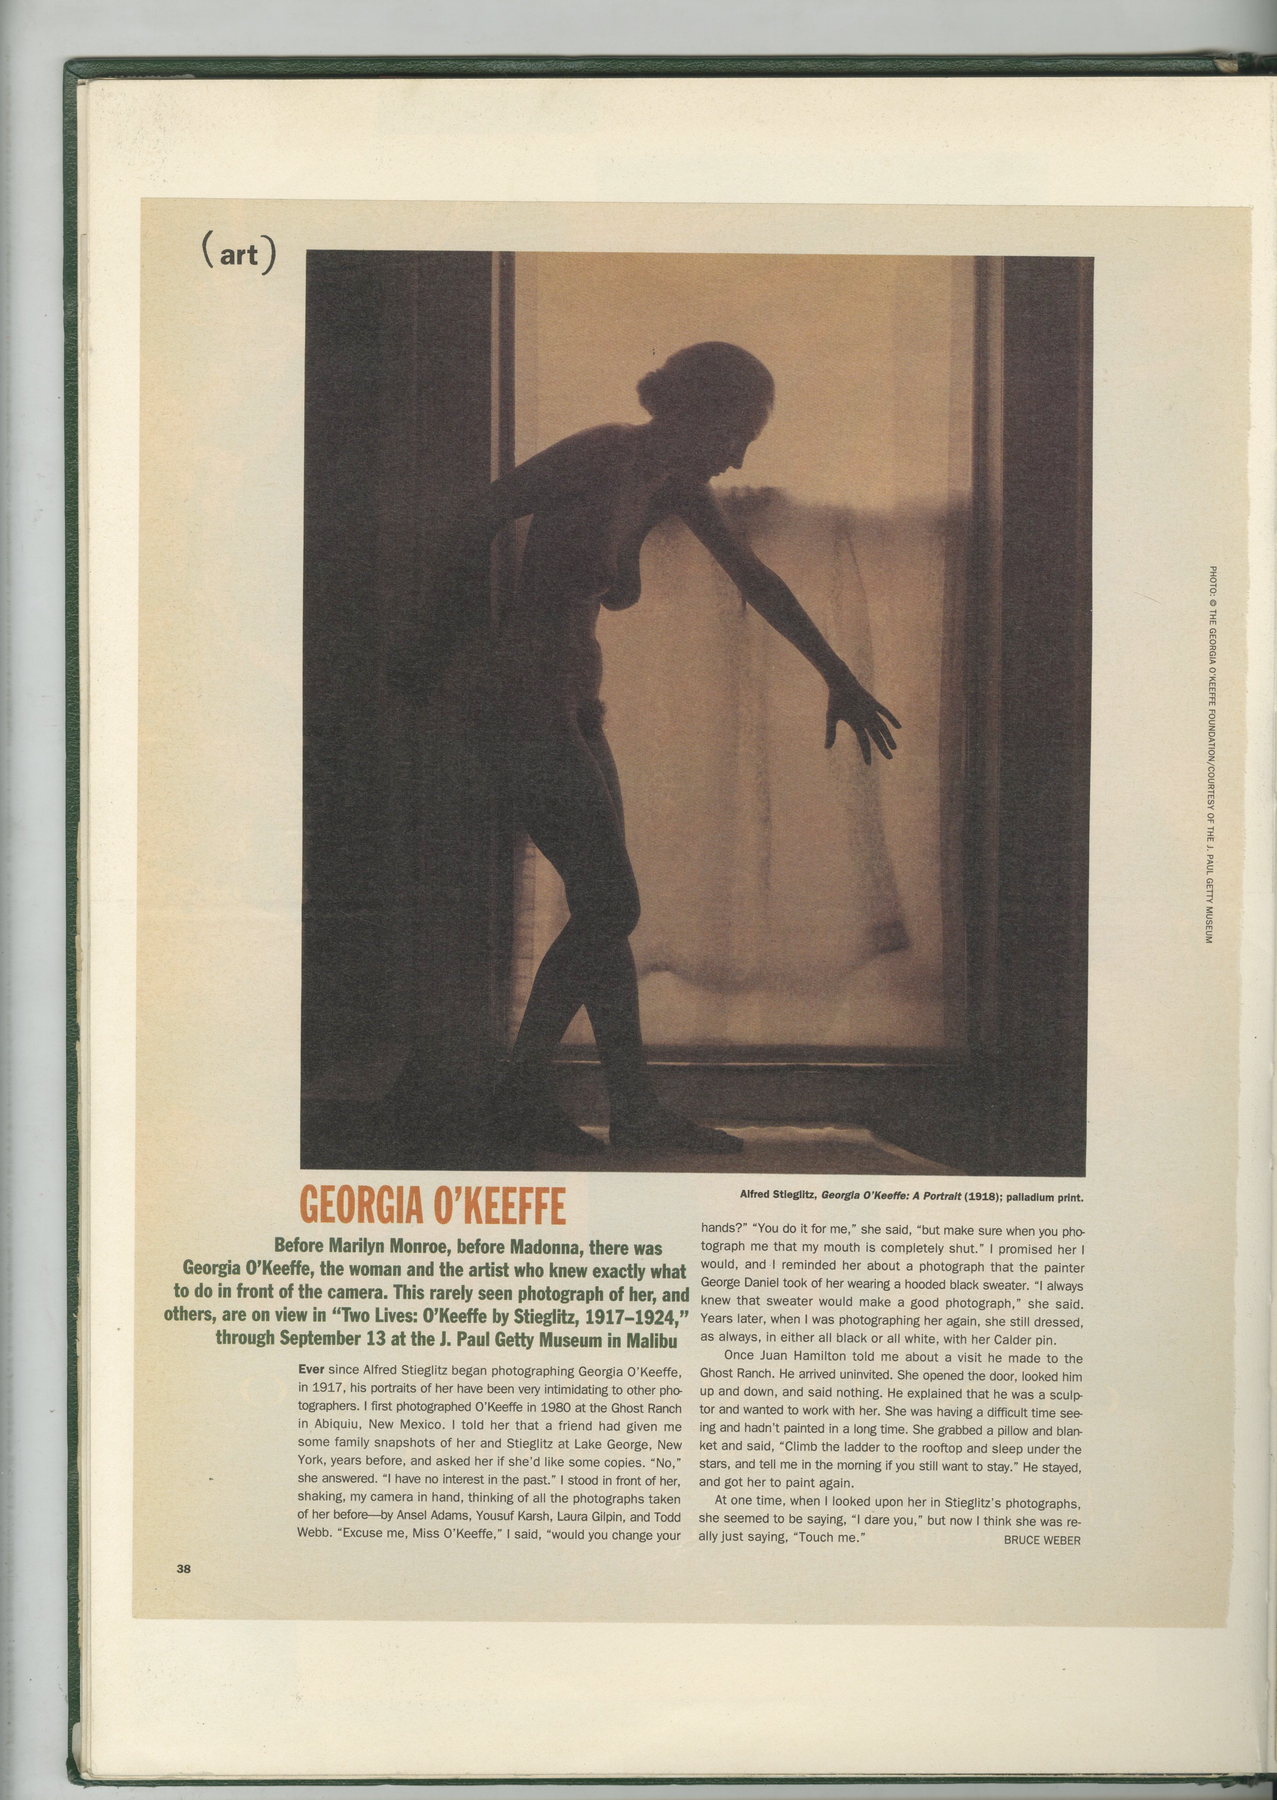 (art)
PHOTO: © THE GEORGIA O'KEEFFE FOUNDATION/COURTESY OF THE J. PAUL GETTY MUSEUM
Alfred Stieglitz, Georgia O'Keeffe: A Portrait (1918); palladium print.
GEORGIA O'KEEFFE
Before Marilyn Monroe, before Madonna, there was
Georgia O'Keeffe, the woman and the artist who knew exactly what
to do in front of the camera. This rarely seen photograph of her, and
others, are on view in “Two Lives: O'Keeffe by Stieglitz, 1917–1924,”
through September 13 at the J. Paul Getty Museum in Malibu
Ever since Alfred Stieglitz began photographing Georgia O'Keeffe,
in 1917, his portraits of her have been very intimidating to other pho-
tographers. I first photographed O'Keeffe in 1980 at the Ghost Ranch
in Abiquiu, New Mexico. I told her that a friend had given me
some family snapshots of her and Stieglitz at Lake George, New
York, years before, and asked her if she'd like some copies. “No,”
she answered. “I have no interest in the past.” I stood in front of her,
shaking, my camera in hand, thinking of all the photographs taken
of her before—by Ansel Adams, Yousuf Karsh, Laura Gilpin, and Todd
Webb. “Excuse me, Miss O'Keeffe,” I said, “would you change your
hands?” “You do it for me,” she said, “but make sure when you pho-
tograph me that my mouth is completely shut.” I promised her I
would, and I reminded her about a photograph that the painter
George Daniel took of her wearing a hooded black sweater. “I always
knew that sweater would make a good photograph,” she said.
Years later, when I was photographing her again, she still dressed,
as always, in either all black or all white, with her Calder pin.
Once Juan Hamilton told me about a visit he made to the
Ghost Ranch. He arrived uninvited. She opened the door, looked him
up and down, and said nothing. He explained that he was a sculp-
tor and wanted to work with her. She was having a difficult time see-
ing and hadn't painted in a long time. She grabbed a pillow and blan-
ket and said, “Climb the ladder to the rooftop and sleep under the
stars, and tell me in the morning if you still want to stay.” He stayed,
and got her to paint again.
At one time, when I looked upon her in Stieglitz's photographs,
she seemed to be saying, “I dare you,” but now I think she was re-
ally just saying, “Touch me.” BRUCE WEBER
38